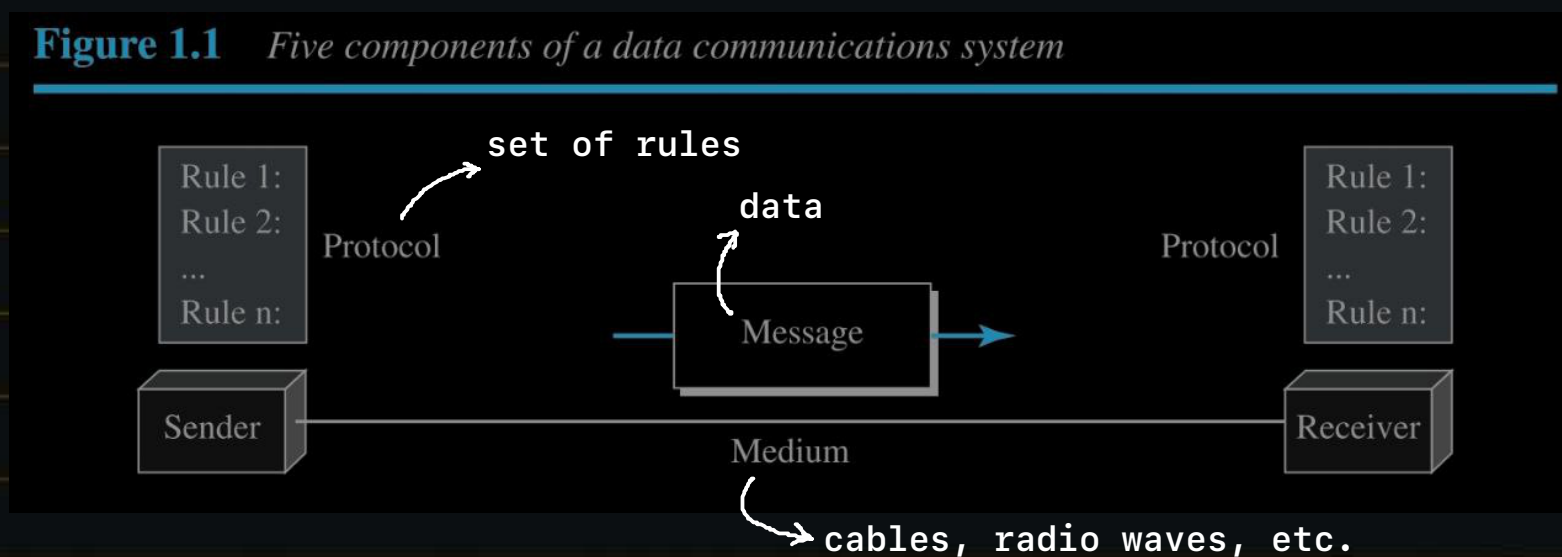 Figure 1.1 Five components of a data communications system
set of rules
data
Rule 1:
Rule 2:
...
Rule n:
Protocol
Message
Protocol
Rule 1:
Rule 2:
...
Rule n:
Sender
Medium
Receiver
cables, radio waves, etc.